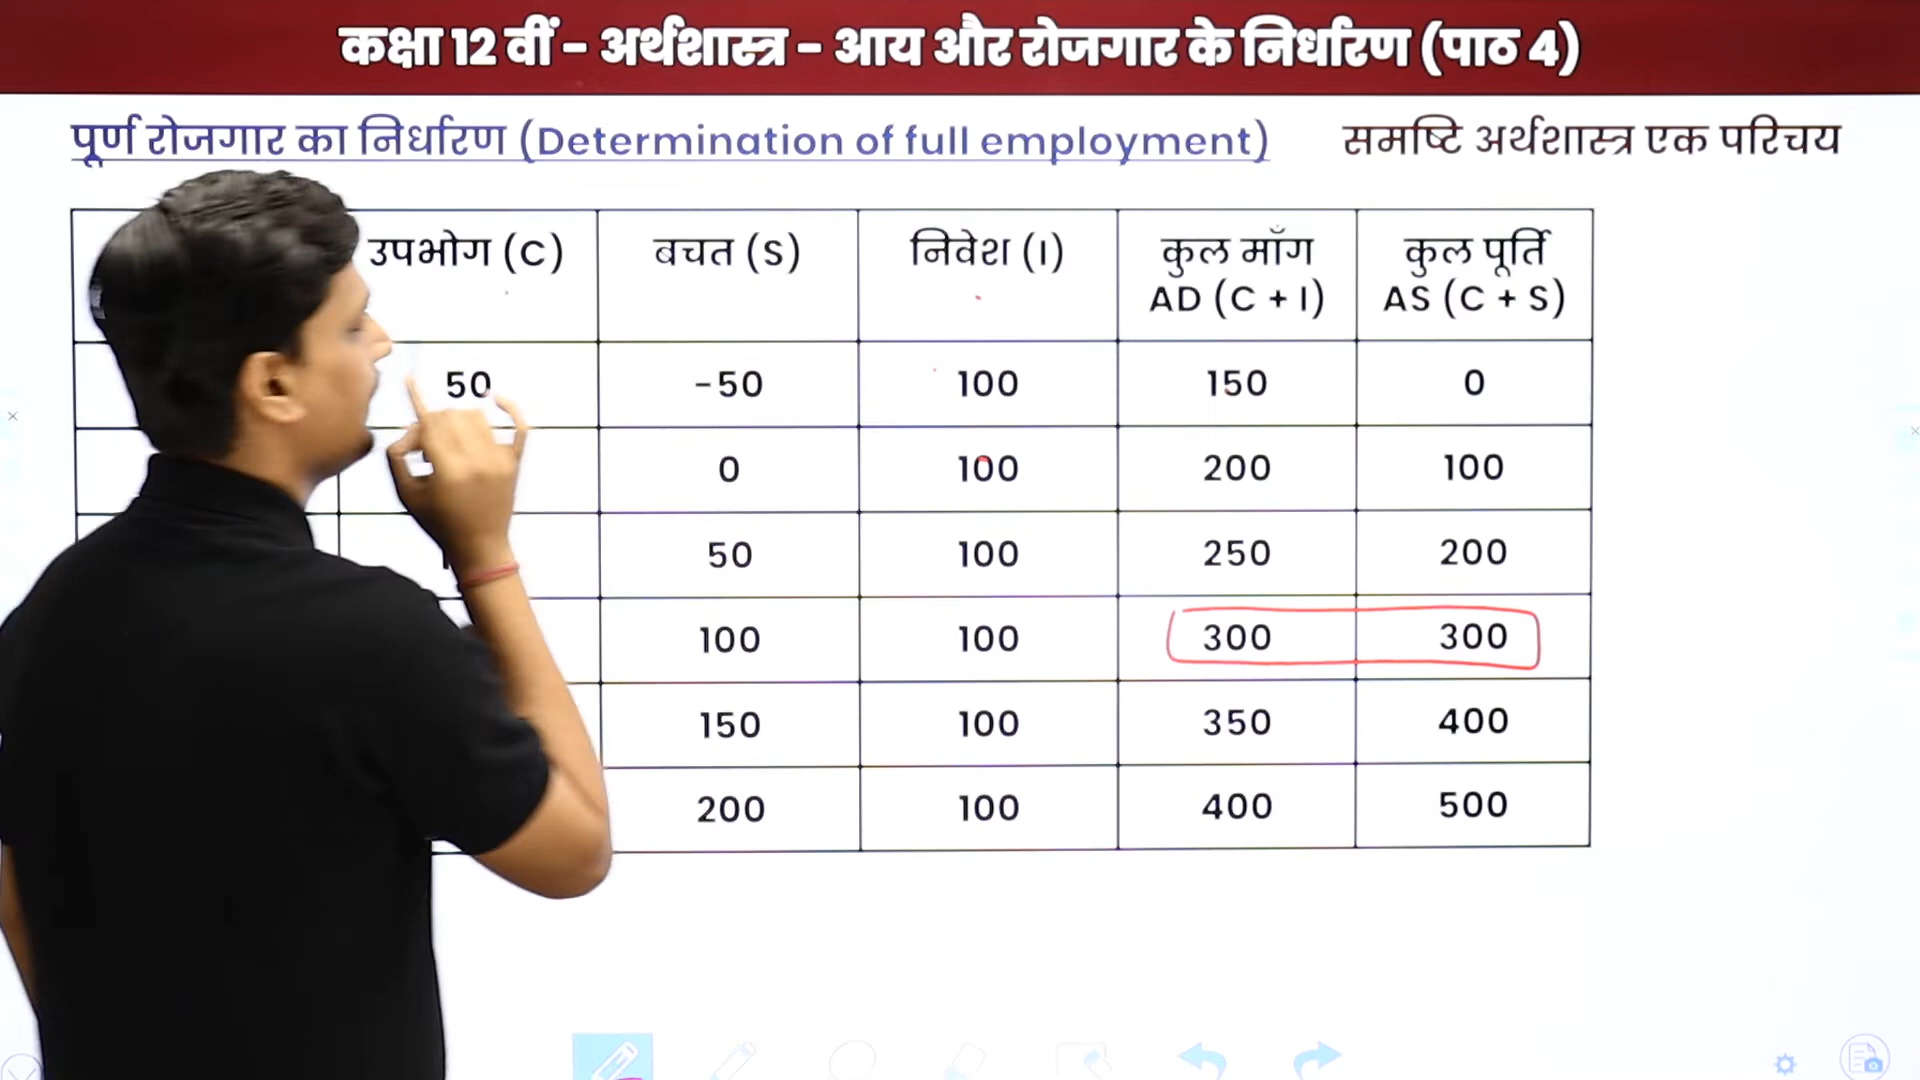 कक्षा 12 वीं - अर्थशास्त्र - आय और रोजगार के निर्धारण (पाठ 4)
पूर्ण रोजगार का निर्धारण (Determination of full employment) समष्टि अर्थशास्त्र एक परिचय
उपभोग (C) बचत (S) निवेश (I) कुल माँग AD (C + I) कुल पूर्ति AS (C + S)
50 -50 100 150 0
0 100 200 100
50 100 250 200
100 100 300 300
150 100 350 400
200 100 400 500